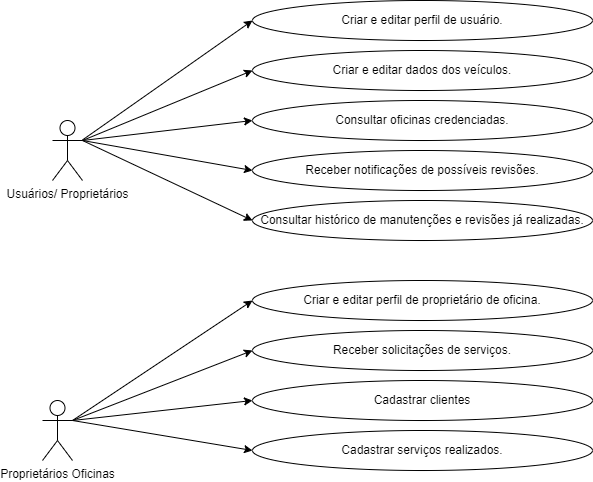 Criar e editar perfil de usuário.
Criar e editar dados dos veículos.
Consultar oficinas credenciadas.
Receber notificações de possíveis revisões.
Usuários/ Proprietários
Consultar histórico de manutenções e revisões já realizadas.
Criar e editar perfil de proprietário de oficina.
Receber solicitações de serviços.
Cadastrar clientes
Cadastrar serviços realizados.
Proprietários Oficinas